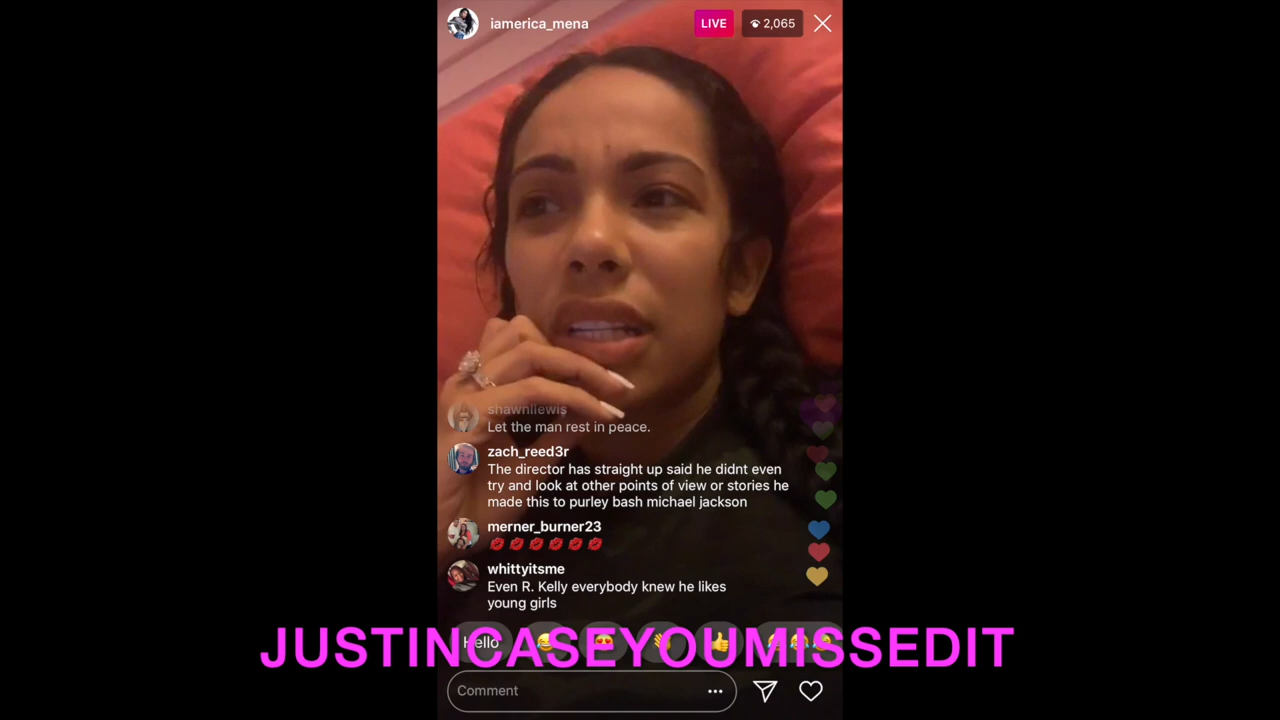 iamerica_mena LIVE 2,065
shawnllewis
Let the man rest in peace.
zach_reed3r
The director has straight up said he didnt even
try and look at other points of view or stories he
made this to purley bash michael jackson
merner_burner23
💋💋💋💋💋💋
whittyitsme
Even R. Kelly everybody knew he likes
young girls
Hello
JUSTINCASEYOUMISSEDIT
Comment